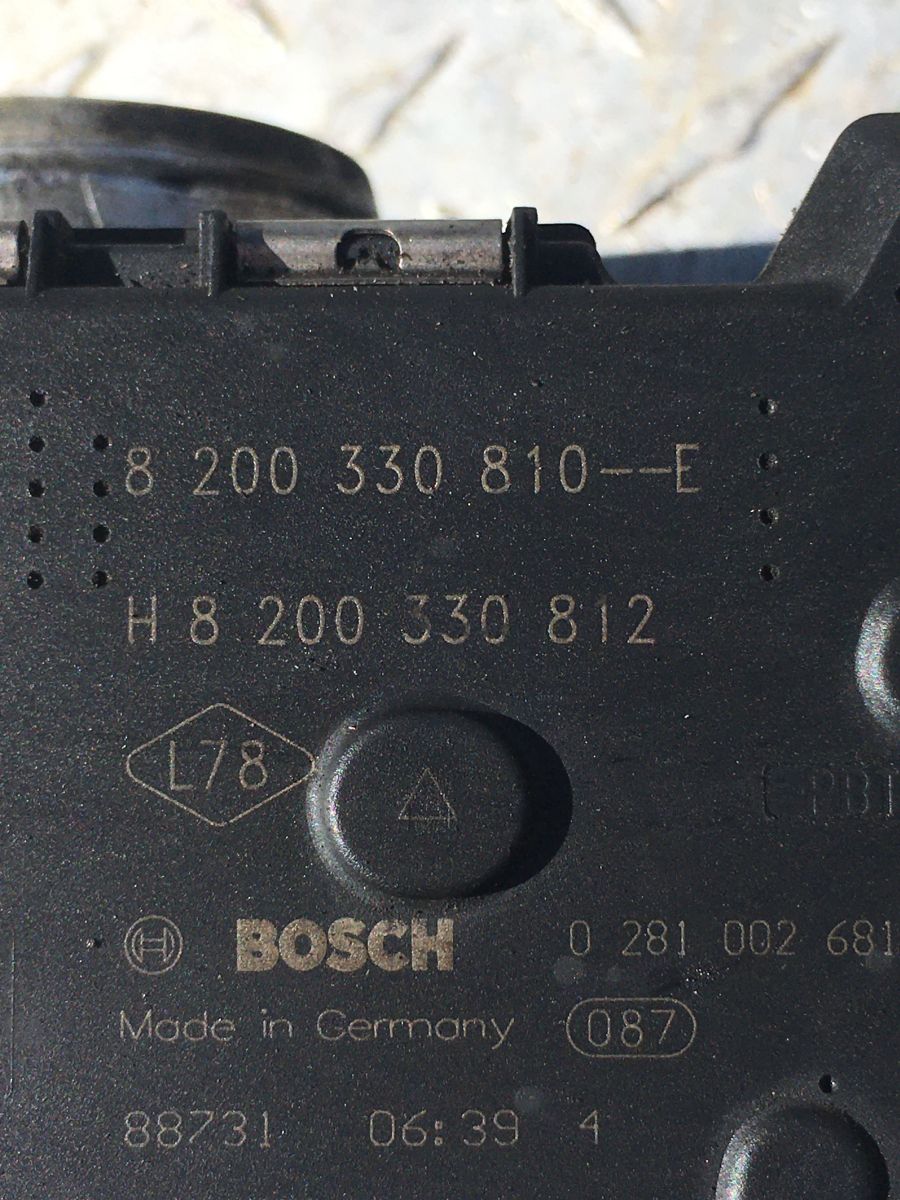 8 200 330 810--E
H 8 200 330 812
L78
BOSCH 0 281 002 681
Made in Germany 087
88731 06:39 4